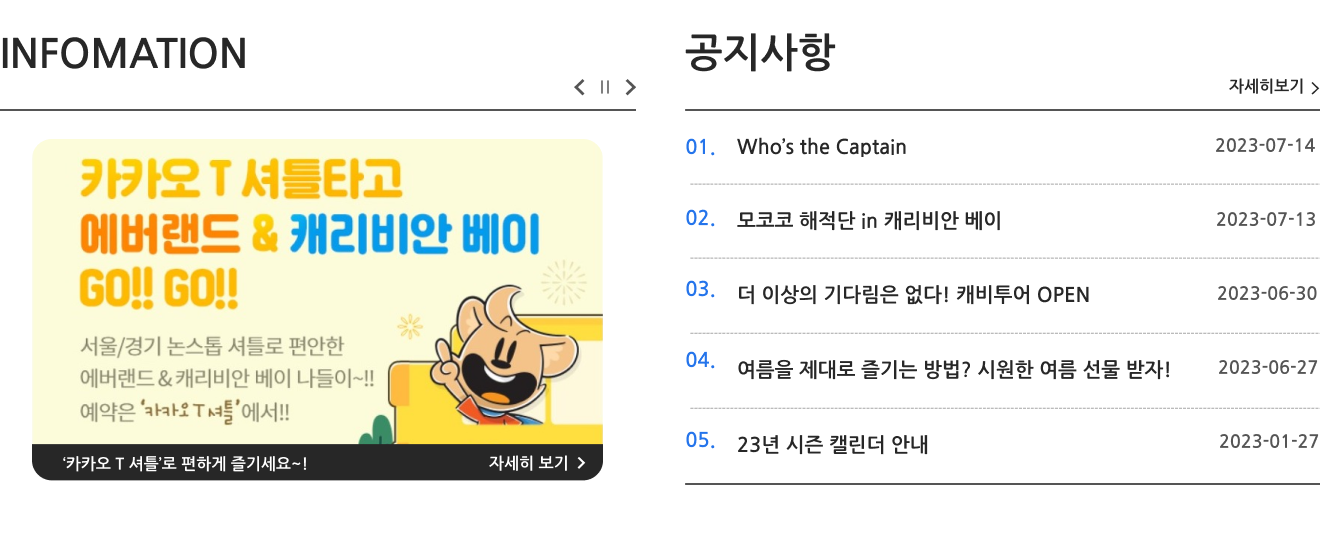 INFOMATION
카카오 T 셔틀타고
에버랜드 & 캐리비안 베이
GO!! GO!!
서울/경기 논스톱 셔틀로 편안한
에버랜드 & 캐리비안 베이 나들이~!!
예약은 '카카오T셔틀'에서!!
'카카오 T 셔틀'로 편하게 즐기세요~!
자세히 보기 >
공지사항
자세히보기 >
01. Who's the Captain 2023-07-14
02. 모코코 해적단 in 캐리비안 베이 2023-07-13
03. 더 이상의 기다림은 없다! 캐비투어 OPEN 2023-06-30
04. 여름을 제대로 즐기는 방법? 시원한 여름 선물 받자! 2023-06-27
05. 23년 시즌 캘린더 안내 2023-01-27